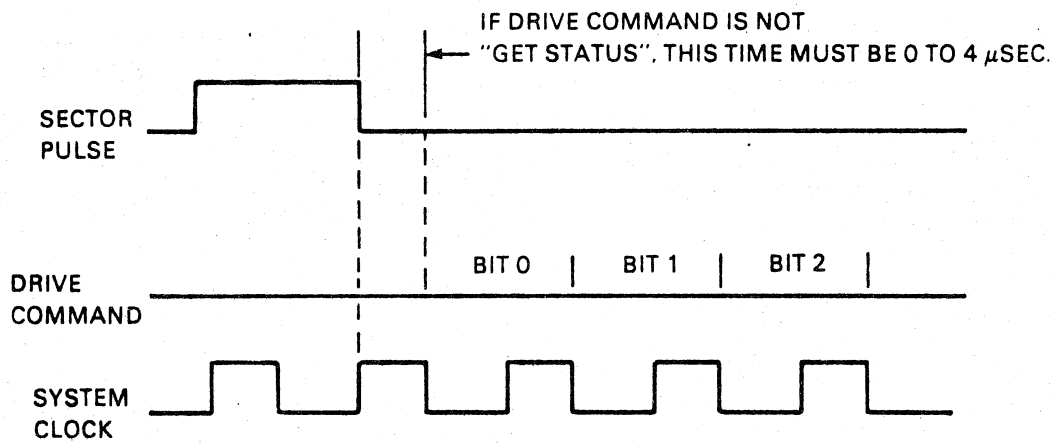 IF DRIVE COMMAND IS NOT
"GET STATUS", THIS TIME MUST BE 0 TO 4 μSEC.
SECTOR
PULSE
BIT 0
BIT 1
BIT 2
DRIVE
COMMAND
SYSTEM
CLOCK